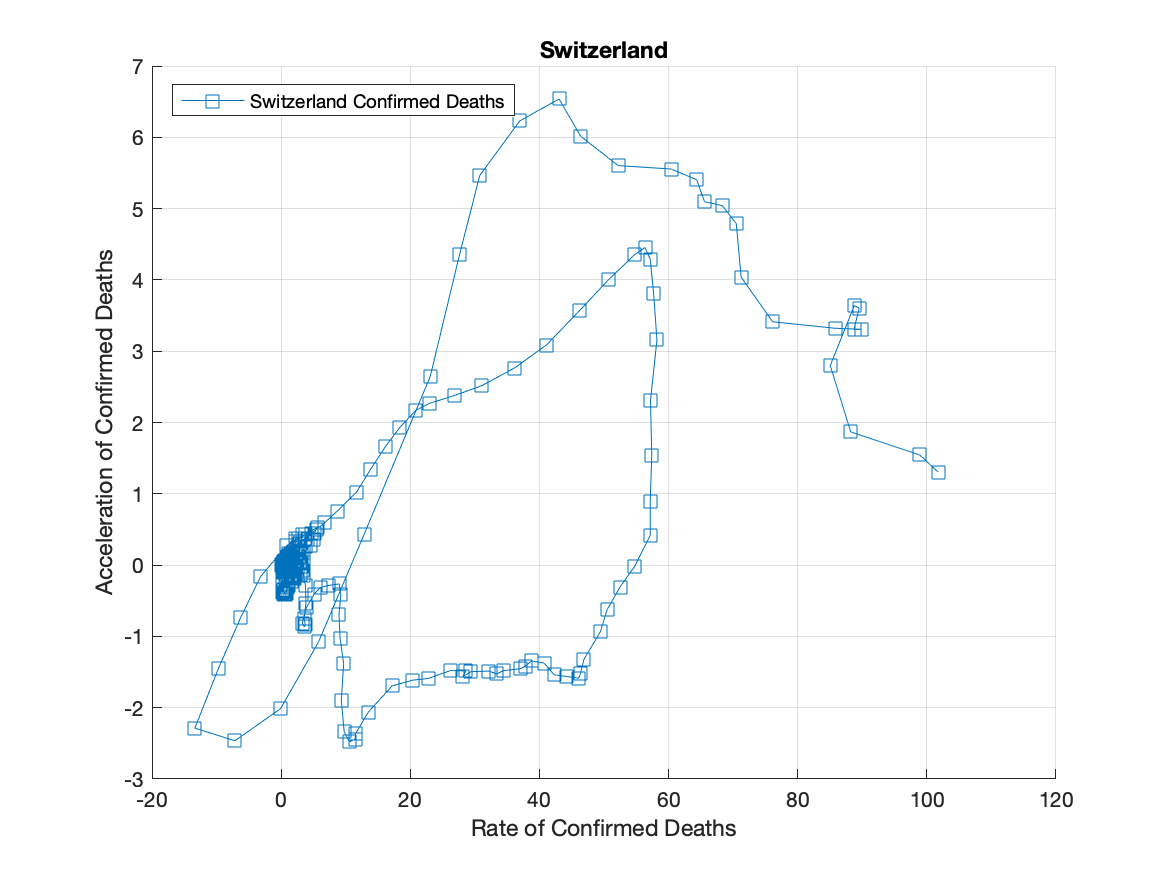 Switzerland
7
Switzerland Confirmed Deaths
6
5
4
3
2
1
0
-1
-2
-3
Acceleration of Confirmed Deaths
-20 0 20 40 60 80 100 120
Rate of Confirmed Deaths